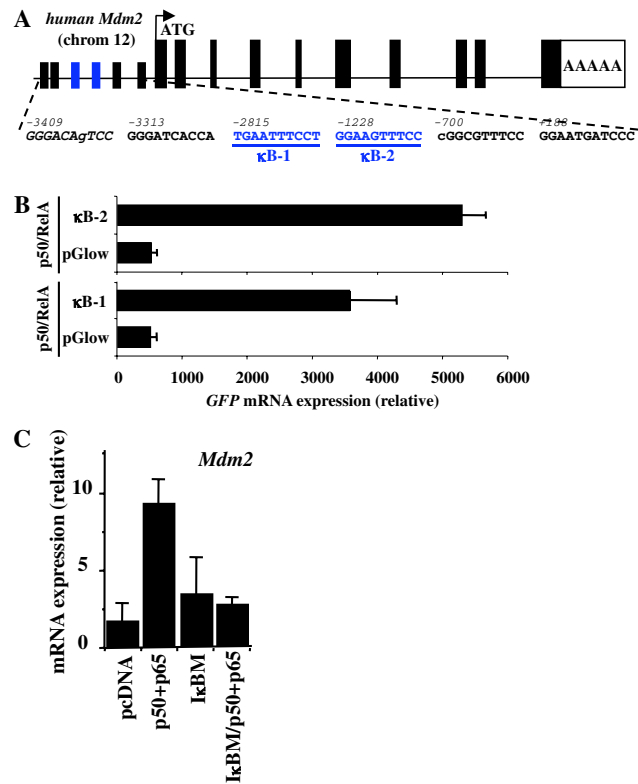 A
human Mdm2
(chrom 12)
ATG
AAAAA
-3409 -3313 -2815 -1228 -700 +188
GGGACAgTCC GGGATCACCA TGAATTTCCT GGAAGTTTCC cGGCGTTTCC GGAATGATCCC
κB-1 κB-2
B
p50/RelA
κB-2
pGlow
p50/RelA
κB-1
pGlow
0 1000 2000 3000 4000 5000 6000
GFP mRNA expression (relative)
C
Mdm2
mRNA expression (relative)
10
5
0
pcDNA
p50+p65
IκBM
IκBM/p50+p65